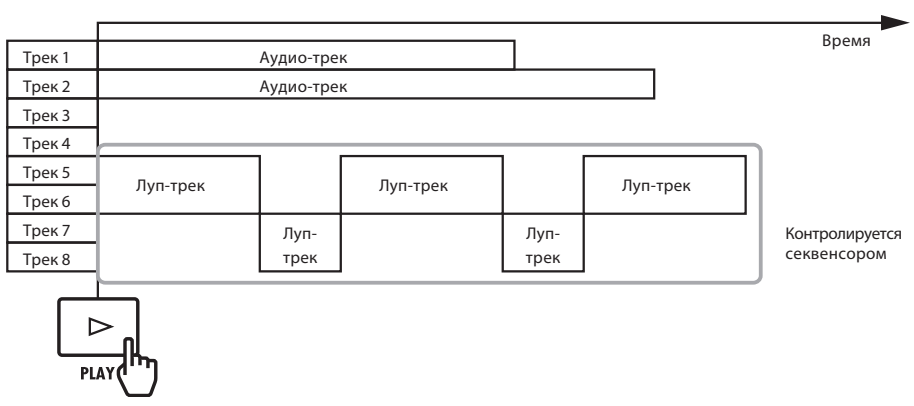 Время
Трек 1
Аудио-трек
Трек 2
Аудио-трек
Трек 3
Трек 4
Трек 5
Трек 6
Луп-трек
Луп-трек
Луп-трек
Трек 7
Трек 8
Луп-
трек
Луп-
трек
Контролируется
секвенсором
PLAY